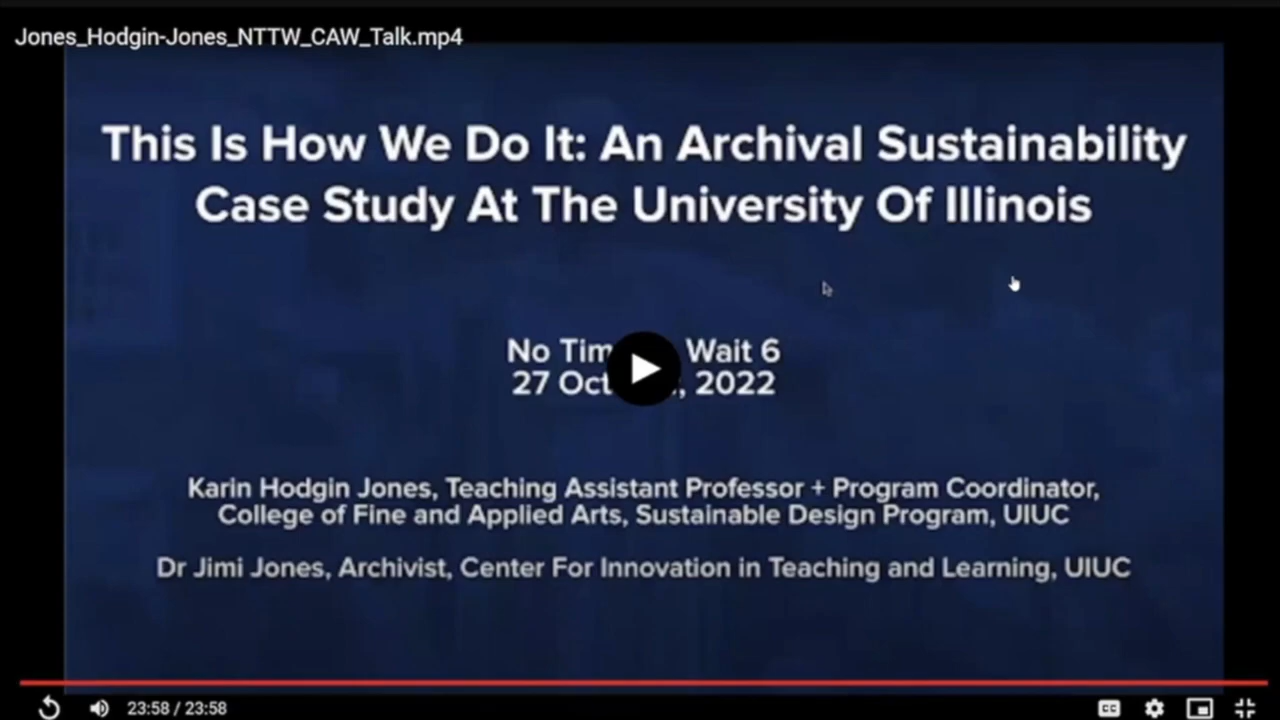 Jones_Hodgin-Jones_NTTW_CAW_Talk.mp4
This Is How We Do It: An Archival Sustainability
Case Study At The University Of Illinois
No Tim Wait 6
27 Oct , 2022
Karin Hodgin Jones, Teaching Assistant Professor + Program Coordinator,
College of Fine and Applied Arts, Sustainable Design Program, UIUC
Dr Jimi Jones, Archivist, Center For Innovation in Teaching and Learning, UIUC
23:58 / 23:58
CC